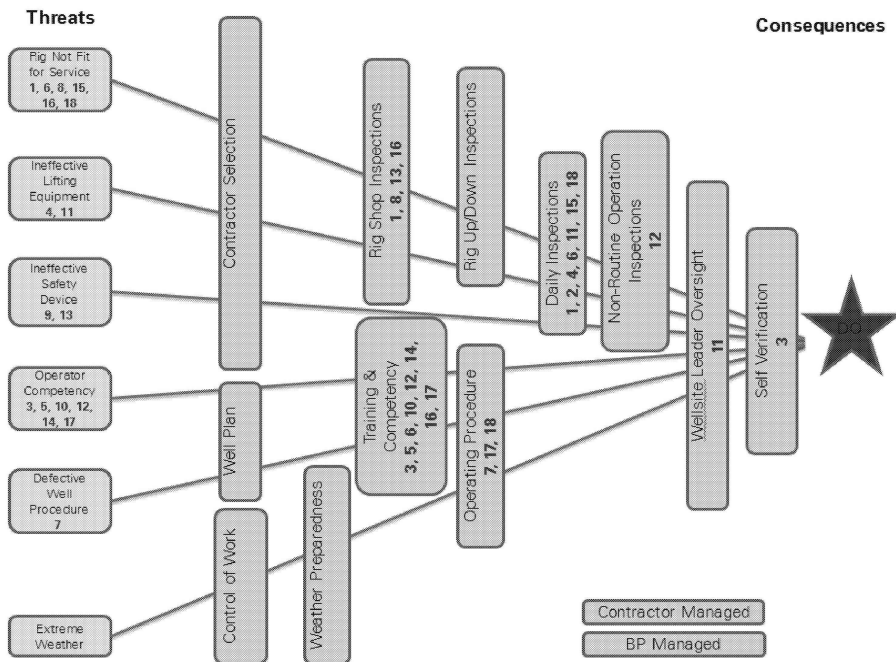 Threats
Consequences
Rig Not Fit
for Service
1, 6, 8, 15,
16, 18
Ineffective
Lifting
Equipment
4, 11
Ineffective
Safety
Device
9, 13
Operator
Competency
3, 5, 10, 12,
14, 17
Defective
Well
Procedure
7
Extreme
Weather
Contractor Selection
Well Plan
Control of Work
Weather Preparedness
Rig Shop Inspections
1, 8, 13, 16
Training &
Competency
3, 5, 6, 10, 12, 14,
16, 17
Rig Up/Down Inspections
Operating Procedure
7, 17, 18
Daily Inspections
1, 2, 4, 6, 11, 15, 18
Non-Routine Operation
Inspections
12
Wellsite Leader Oversight
11
Self Verification
3
DO
Contractor Managed
BP Managed